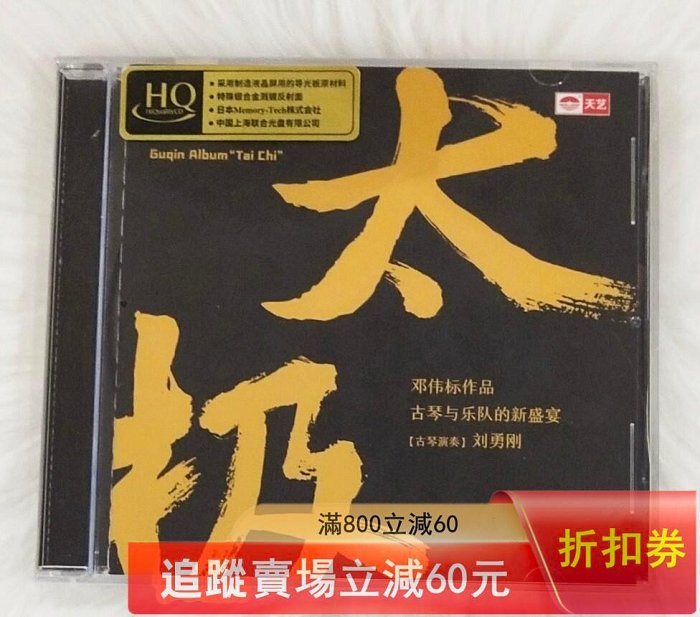 HQ
HiQualityCD
• 采用制造液晶屏用的导光板原材料
• 特殊银合金溅镀反射面
• 日本Memory-Tech株式会社
• 中国上海联合光盘有限公司
天艺
Guqin Album "Tai Chi"
太
极
邓伟标作品
古琴与乐队的新盛宴
【古琴演奏】刘勇刚
滿800立減60
追蹤賣場立減60元
折扣券